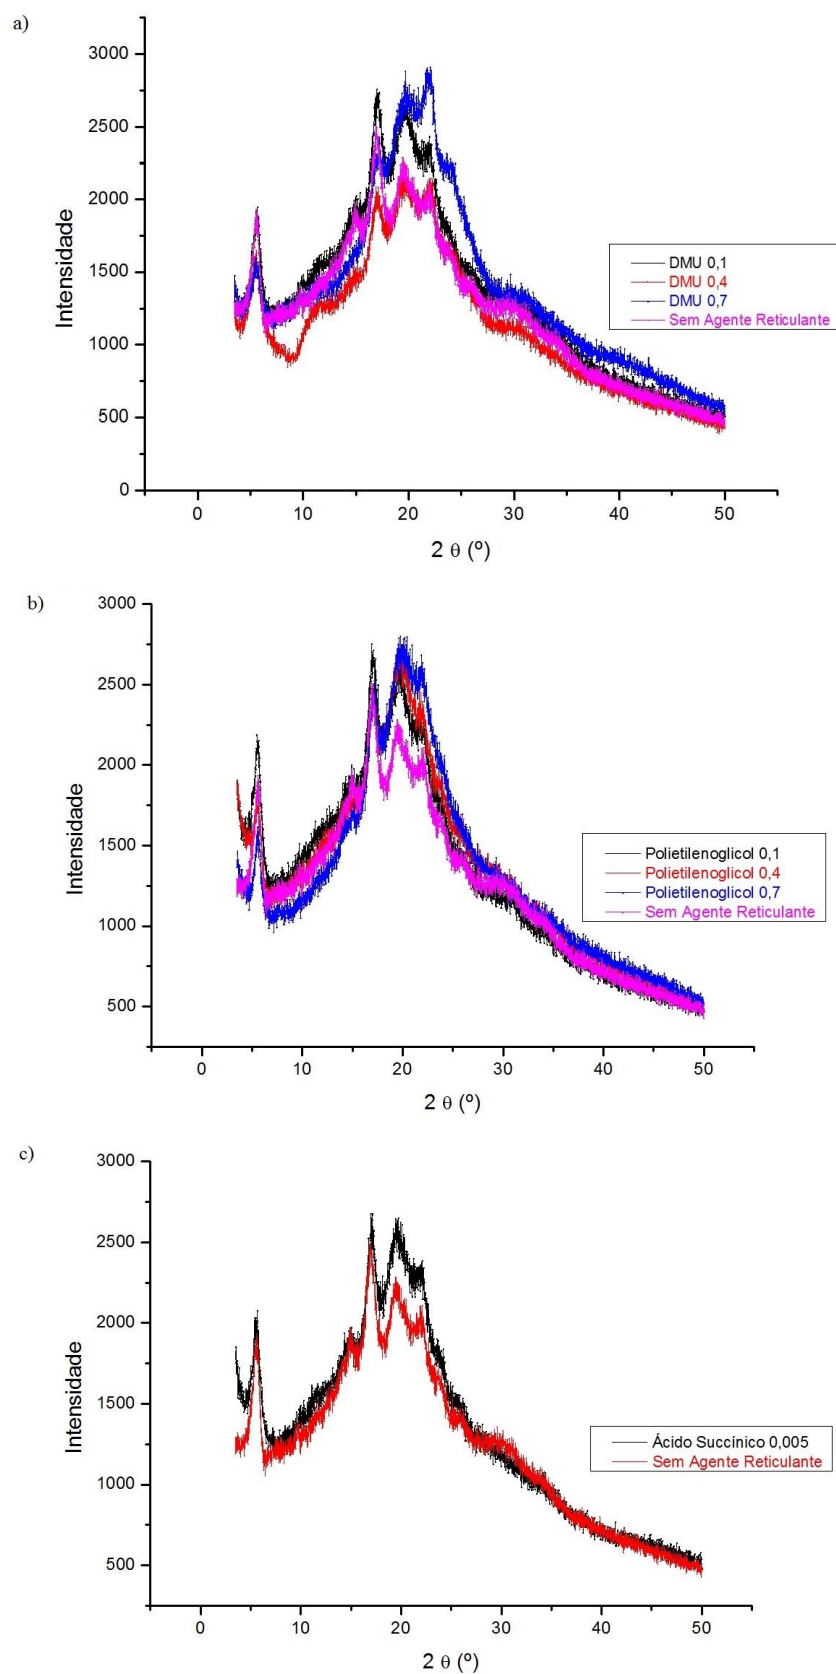 a)
3000
2500
2000
1500
1000
500
0
Intensidade
DMU 0,1
DMU 0,4
DMU 0,7
Sem Agente Reticulante
0 10 20 30 40 50
2 θ (º)
b)
3000
2500
2000
1500
1000
500
Intensidade
Polietilenoglicol 0,1
Polietilenoglicol 0,4
Polietilenoglicol 0,7
Sem Agente Reticulante
0 10 20 30 40 50
2 θ (º)
c)
3000
2500
2000
1500
1000
500
Intensidade
Ácido Succínico 0,005
Sem Agente Reticulante
0 10 20 30 40 50
2 θ (º)